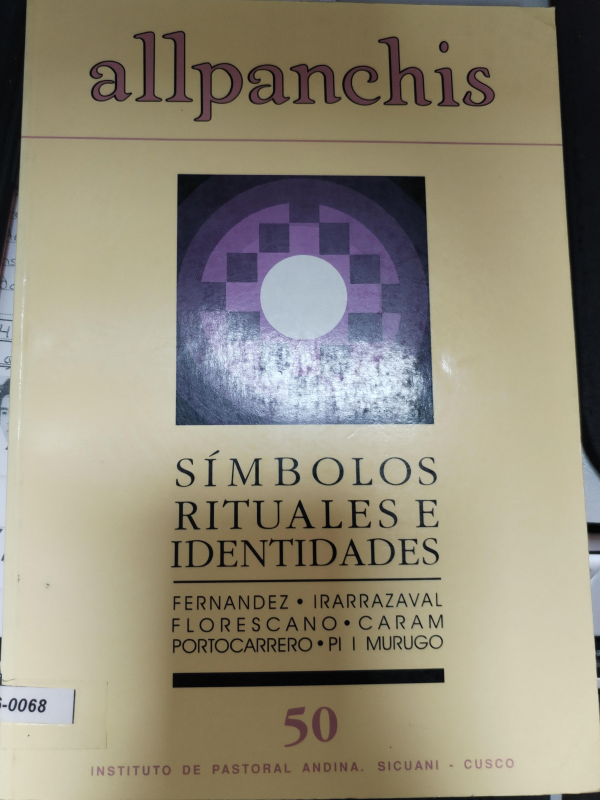 allpanchis
SÍMBOLOS
RITUALES E
IDENTIDADES
FERNANDEZ • IRARRAZAVAL
FLORESCANO • CARAM
PORTOCARRERO • PI I MURUGO
-0068
50
INSTITUTO DE PASTORAL ANDINA. SICUANI - CUSCO